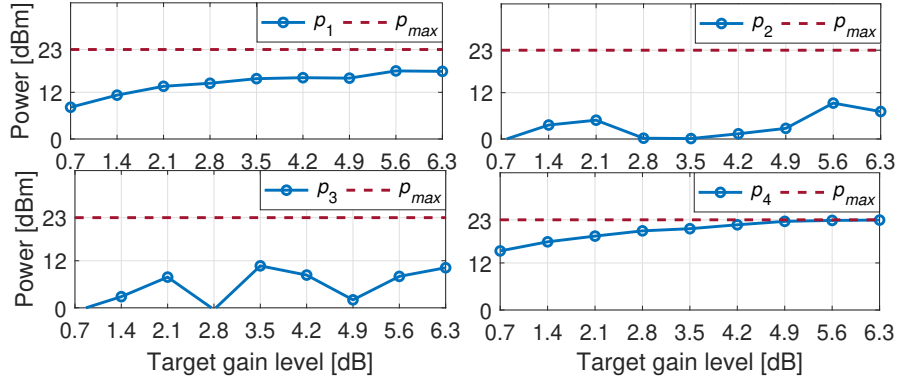 Power [dBm]
23
12
0
p1
pmax
0.7 1.4 2.1 2.8 3.5 4.2 4.9 5.6 6.3
23
12
0
p2
pmax
0.7 1.4 2.1 2.8 3.5 4.2 4.9 5.6 6.3
Power [dBm]
23
12
0
p3
pmax
0.7 1.4 2.1 2.8 3.5 4.2 4.9 5.6 6.3
Target gain level [dB]
23
12
0
p4
pmax
0.7 1.4 2.1 2.8 3.5 4.2 4.9 5.6 6.3
Target gain level [dB]